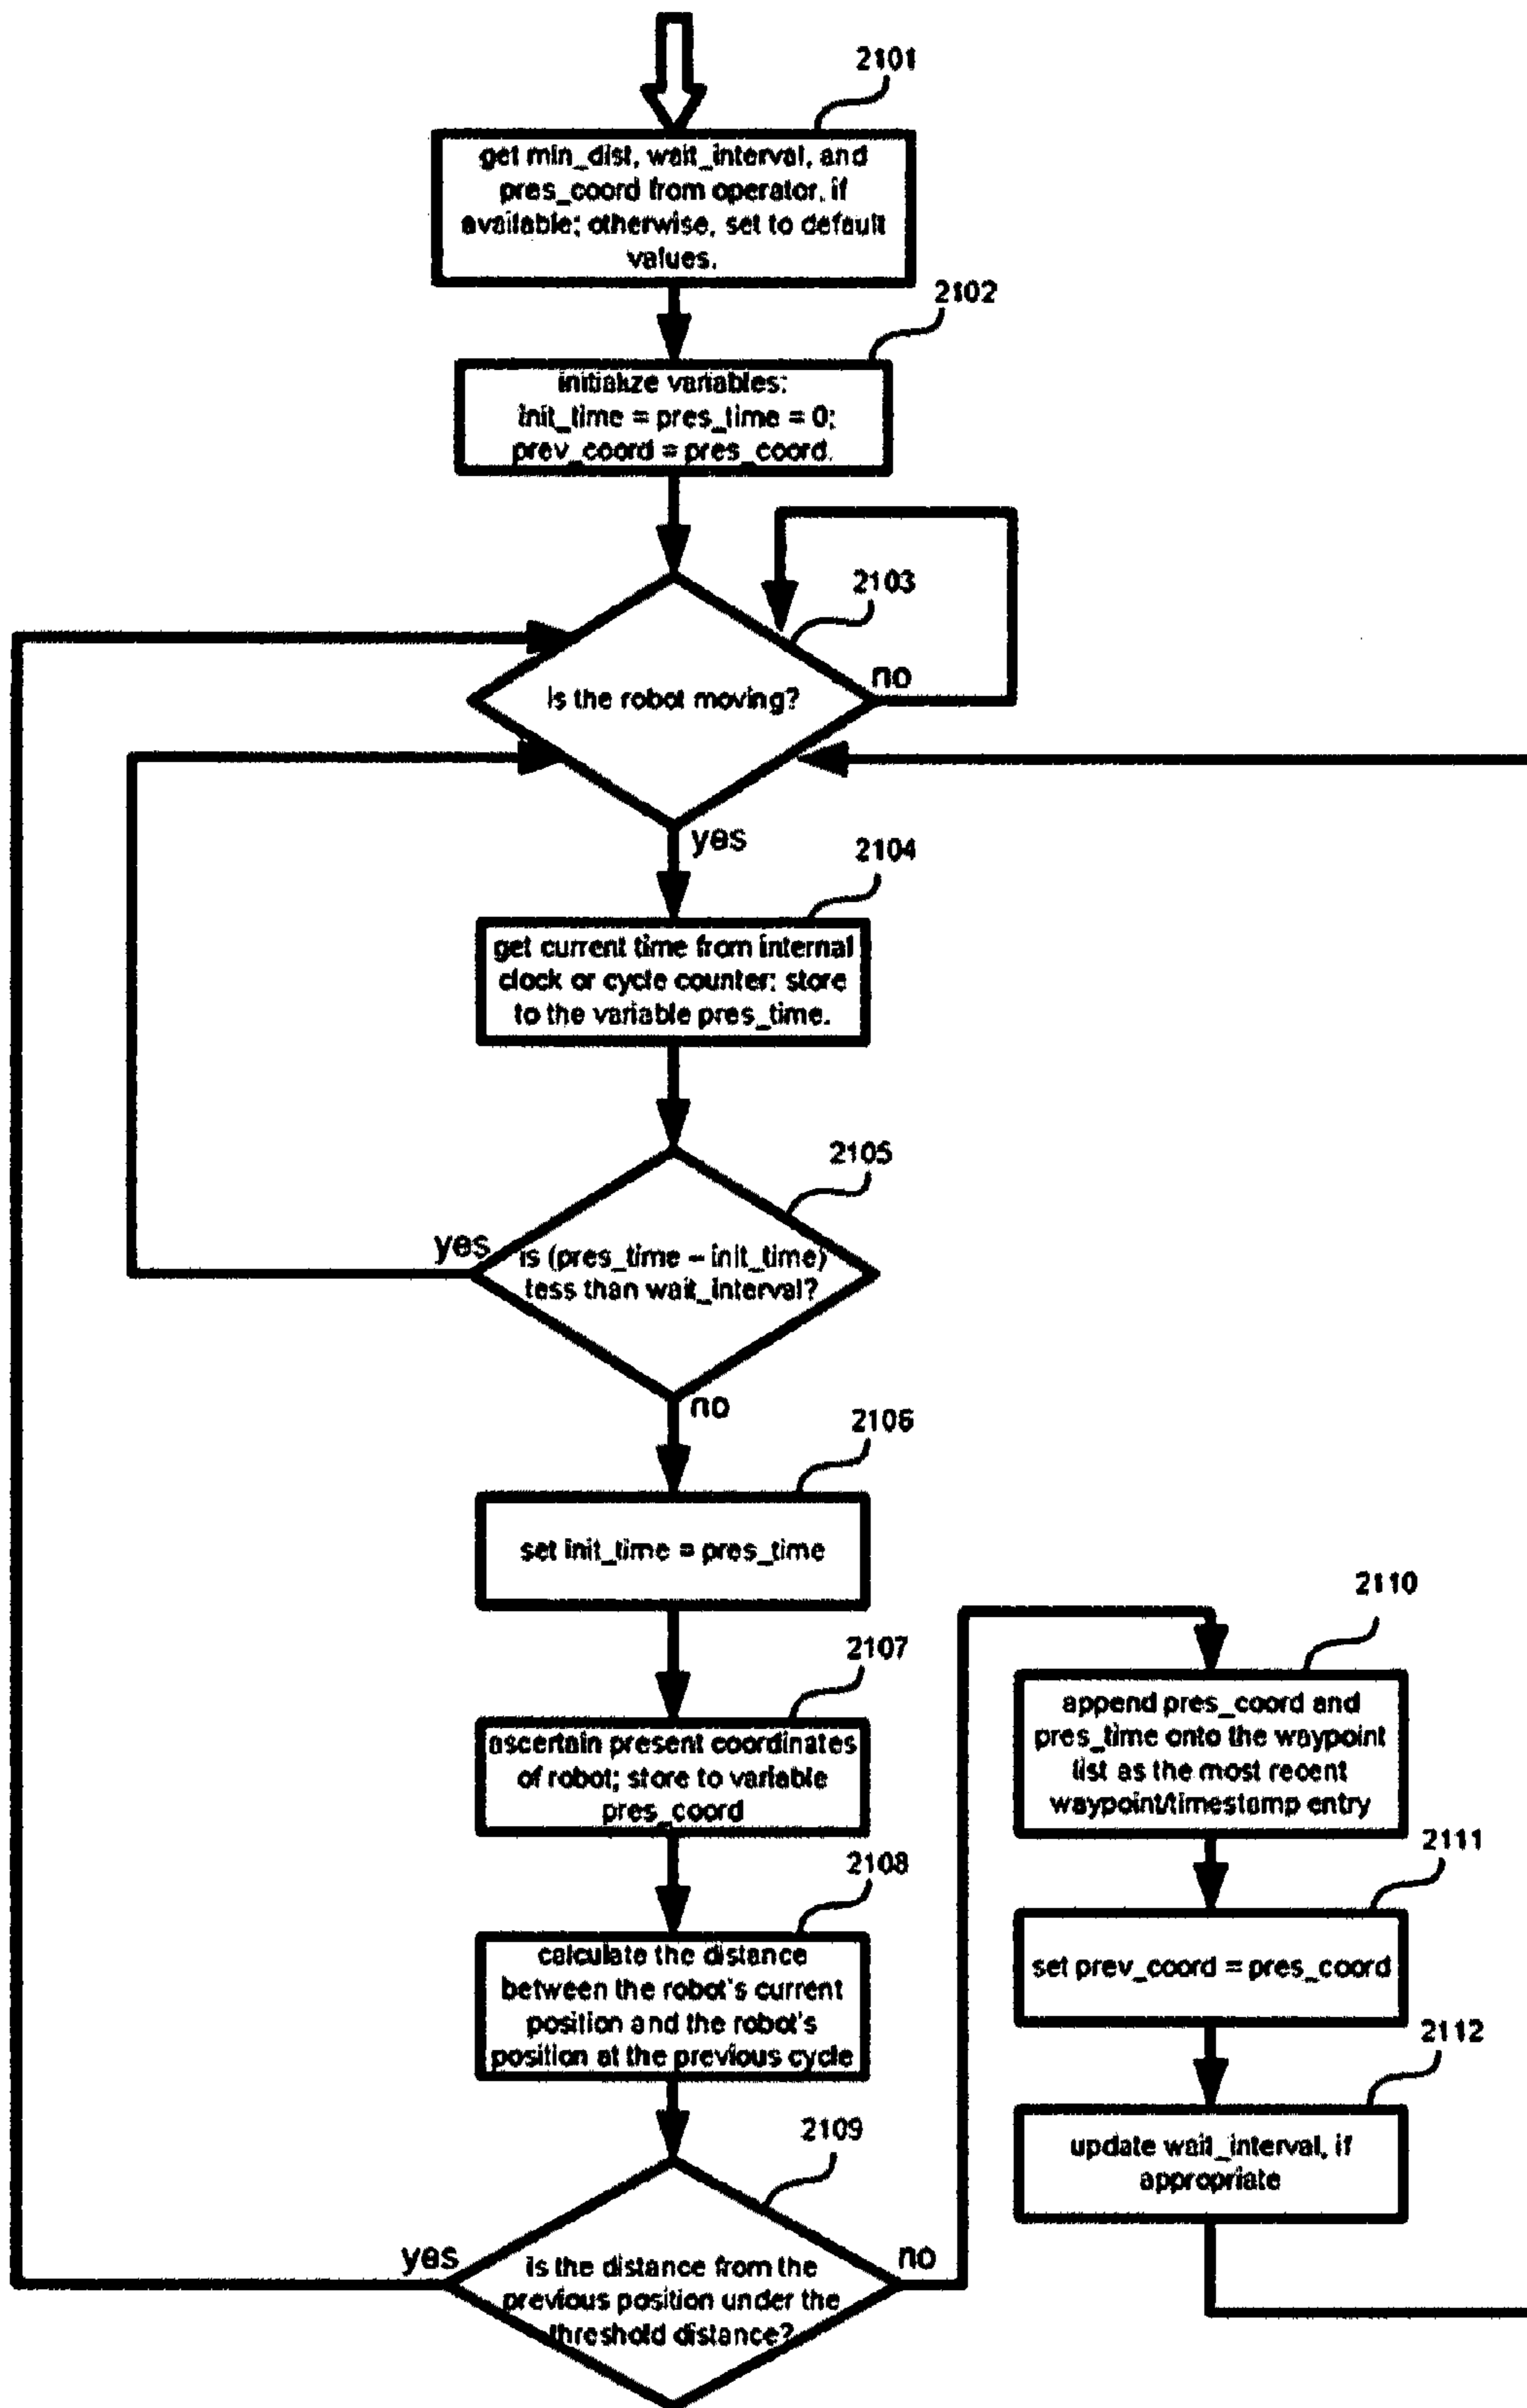 2101
get min_dist, wait_interval, and
pres_coord from operator, if
available; otherwise, set to default
values.
2102
initialize variables:
init_time = pres_time = 0;
prev_coord = pres_coord.
2103
no
is the robot moving?
yes
2104
get current time from internal
clock or cycle counter; store
to the variable pres_time.
2105
yes
is (pres_time – init_time)
less than wait_interval?
no
2106
set init_time = pres_time
2107
ascertain present coordinates
of robot; store to variable
pres_coord
2108
calculate the distance
between the robot's current
position and the robot's
position at the previous cycle
2109
yes
no
is the distance from the
previous position under the
threshold distance?
2110
append pres_coord and
pres_time onto the waypoint
list as the most recent
waypoint/timestamp entry
2111
set prev_coord = pres_coord
2112
update wait_interval, if
appropriate